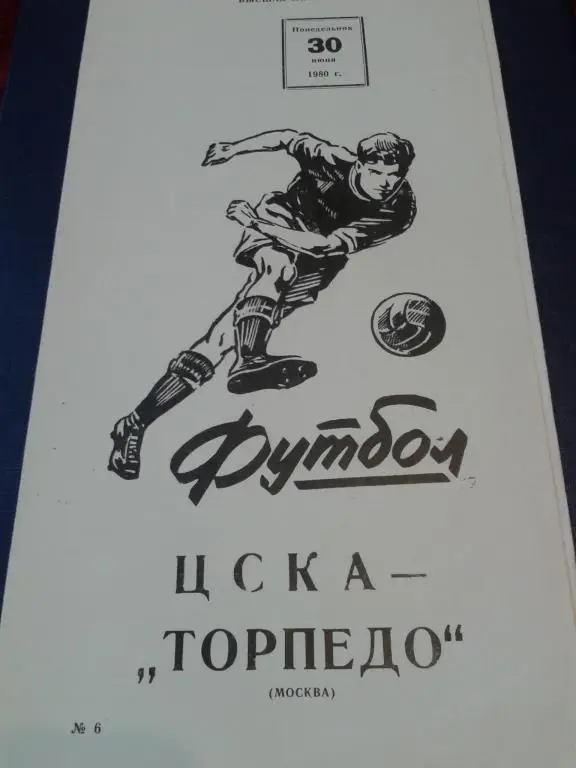 Понедельник
30
июня
1980 г.
Футбол
ЦСКА —
„ТОРПЕДО“
(МОСКВА)
№ 6